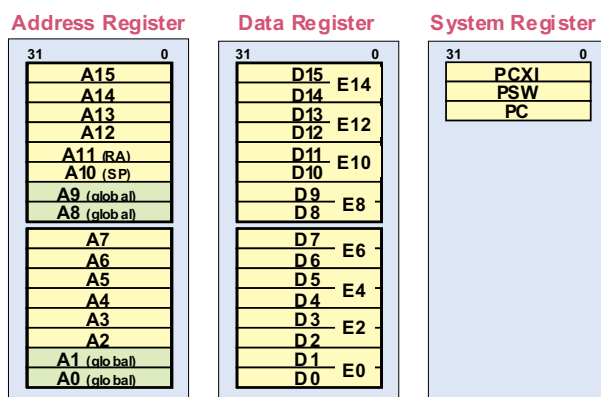 Address Register
31 0
A15
A14
A13
A12
A11 (RA)
A10 (SP)
A9 (global)
A8 (global)
A7
A6
A5
A4
A3
A2
A1 (global)
A0 (global)
Data Register
31 0
D15
E14
D14
D13
E12
D12
D11
E10
D10
D9
E8
D8
D7
E6
D6
D5
E4
D4
D3
E2
D2
D1
E0
D0
System Register
31 0
PCXI
PSW
PC